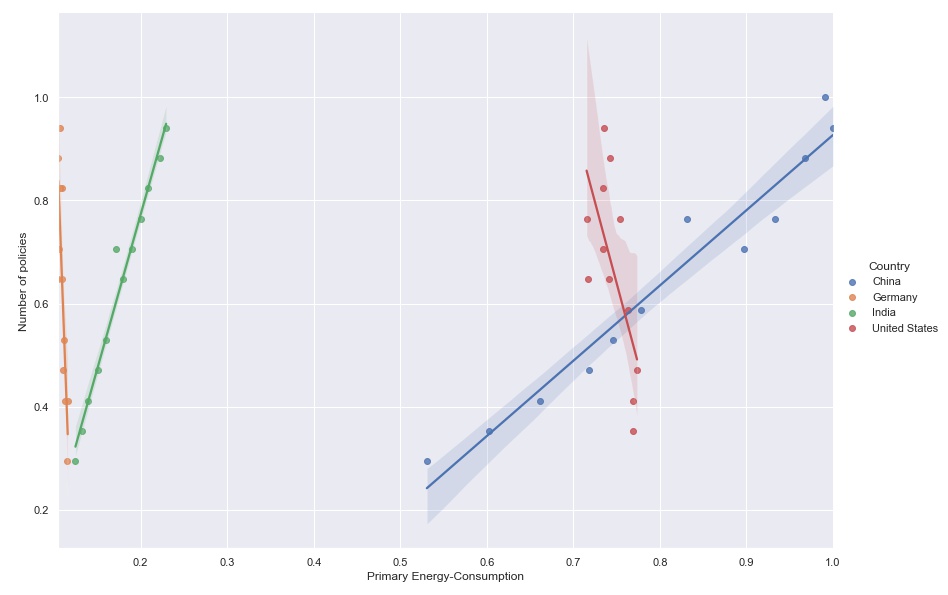 1.0
0.8
0.6
0.4
0.2
Number of policies
0.2 0.3 0.4 0.5 0.6 0.7 0.8 0.9 1.0
Primary Energy-Consumption
Country
China
Germany
India
United States